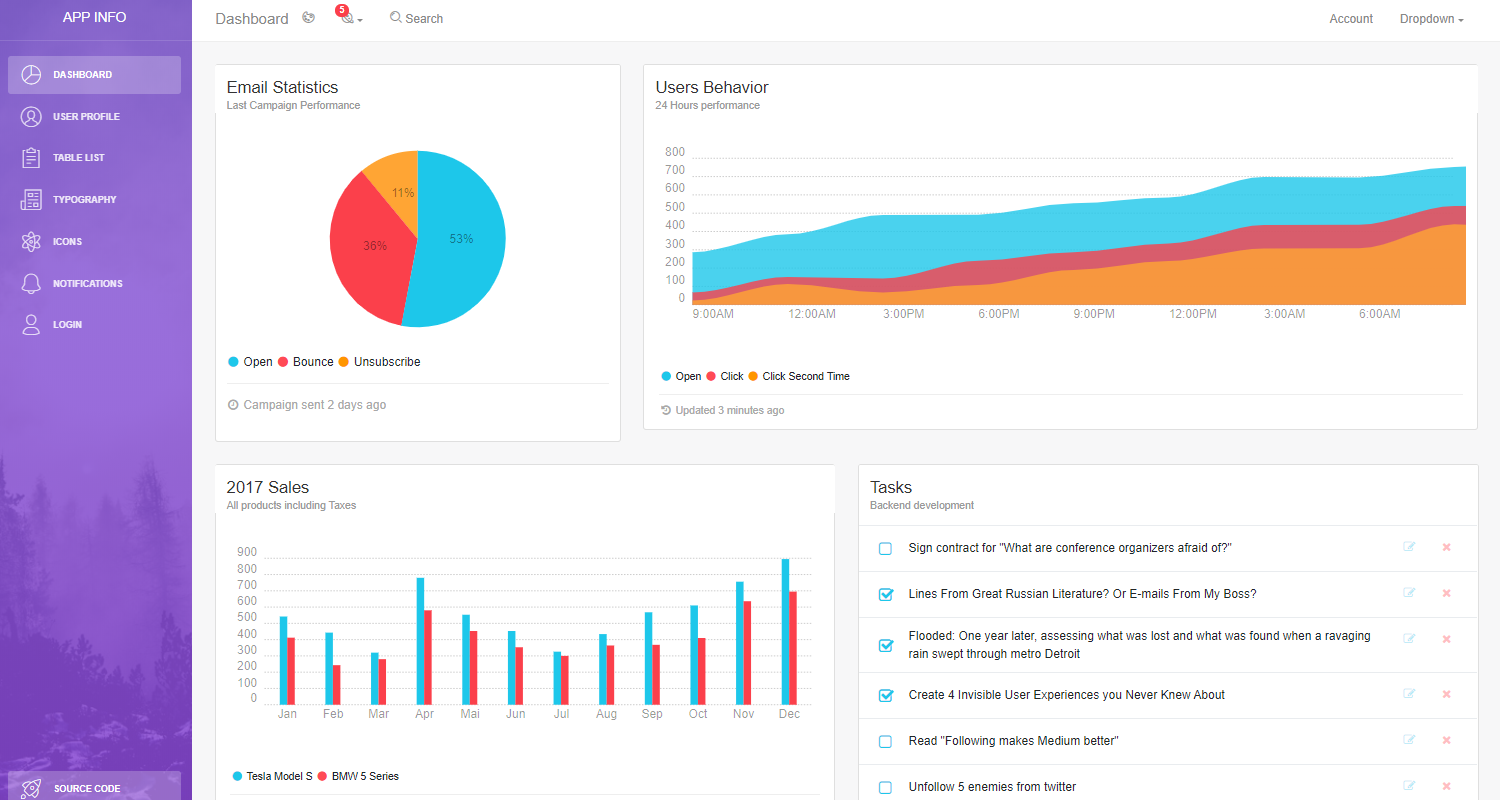 APP INFO
DASHBOARD
USER PROFILE
TABLE LIST
TYPOGRAPHY
ICONS
NOTIFICATIONS
LOGIN
SOURCE CODE
Dashboard 5 Search Account Dropdown
Email Statistics
Last Campaign Performance
11%
53%
36%
Open Bounce Unsubscribe
Campaign sent 2 days ago
Users Behavior
24 Hours performance
800
700
600
500
400
300
200
100
0
9:00AM 12:00AM 3:00PM 6:00PM 9:00PM 12:00PM 3:00AM 6:00AM
Open Click Click Second Time
Updated 3 minutes ago
2017 Sales
All products including Taxes
900
800
700
600
500
400
300
200
100
0
Jan Feb Mar Apr Mai Jun Jul Aug Sep Oct Nov Dec
Tesla Model S BMW 5 Series
Tasks
Backend development
Sign contract for "What are conference organizers afraid of?"
Lines From Great Russian Literature? Or E-mails From My Boss?
Flooded: One year later, assessing what was lost and what was found when a ravaging
rain swept through metro Detroit
Create 4 Invisible User Experiences you Never Knew About
Read "Following makes Medium better"
Unfollow 5 enemies from twitter